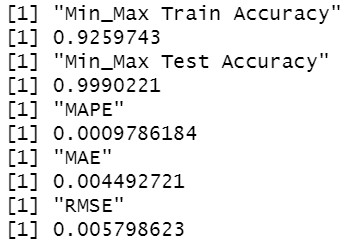 [1] "Min_Max Train Accuracy"
[1] 0.9259743
[1] "Min_Max Test Accuracy"
[1] 0.9990221
[1] "MAPE"
[1] 0.0009786184
[1] "MAE"
[1] 0.004492721
[1] "RMSE"
[1] 0.005798623